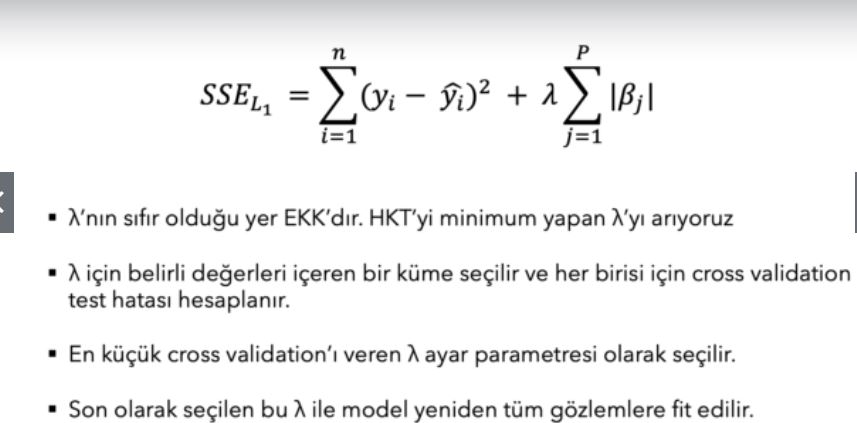 SSE_{L_1} = \sum_{i=1}^{n} (y_i - \hat{y_i})^2 + λ \sum_{j=1}^{P} |β_j|
▪ λ'nın sıfır olduğu yer EKK'dır. HKT'yi minimum yapan λ'yı arıyoruz
▪ λ için belirli değerleri içeren bir küme seçilir ve her birisi için cross validation
test hatası hesaplanır.
▪ En küçük cross validation'ı veren λ ayar parametresi olarak seçilir.
▪ Son olarak seçilen bu λ ile model yeniden tüm gözlemlere fit edilir.